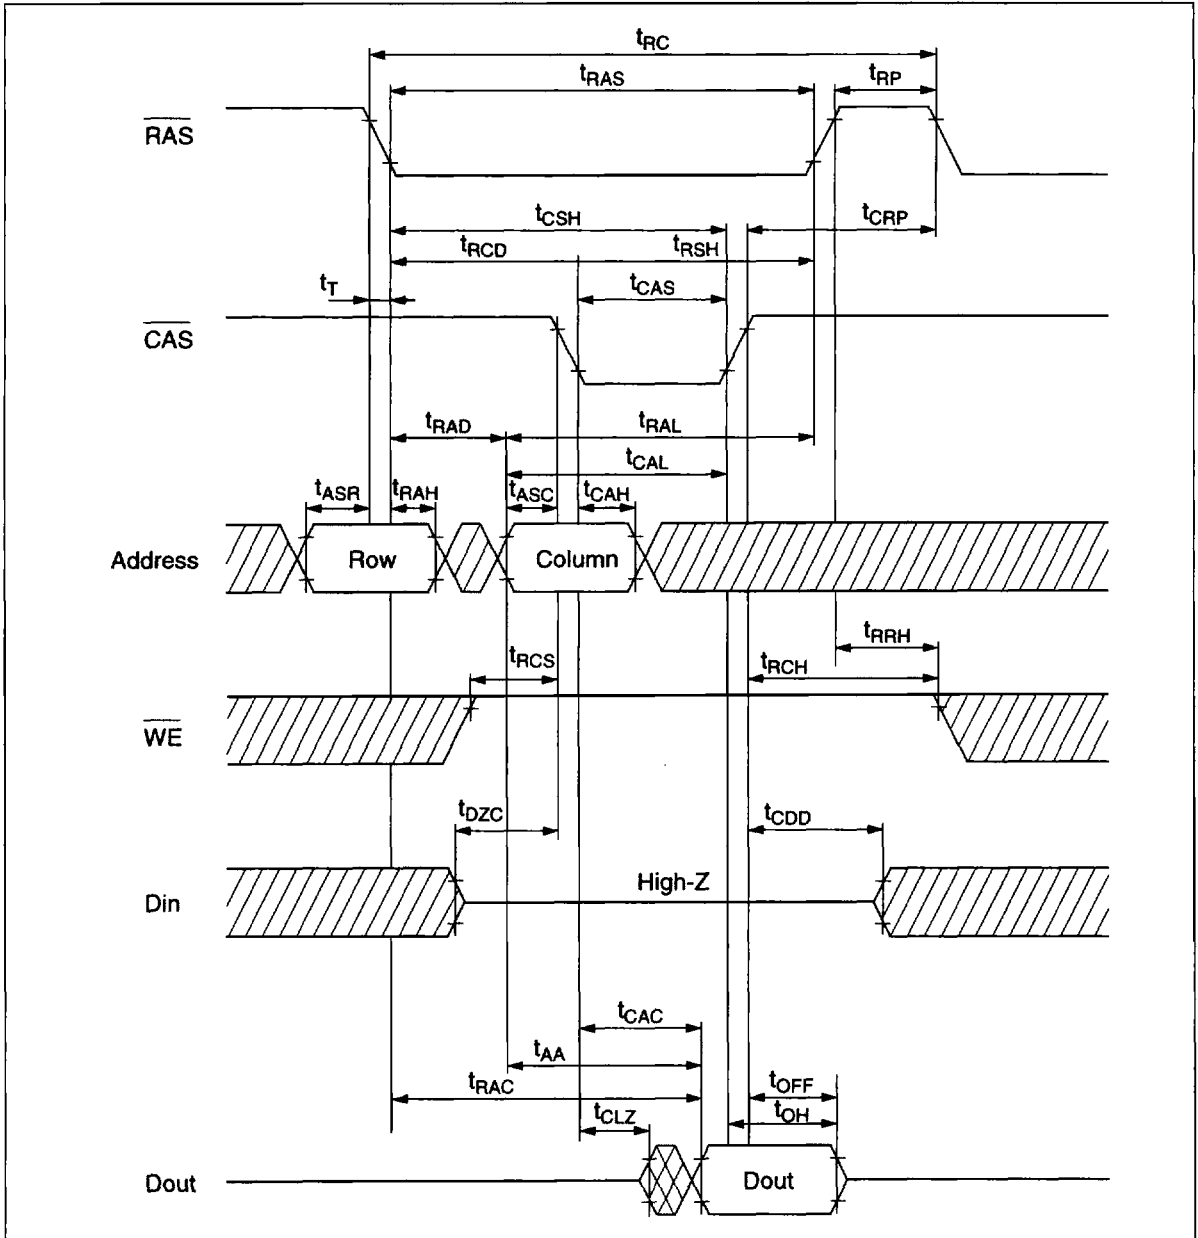 tRC
tRAS
tRP
RAS
tCSH
tCRP
tRCD
tRSH
tT
tCAS
CAS
tRAD
tRAL
tCAL
tASR
tRAH
tASC
tCAH
Address
Row
Column
tRRH
tRCS
tRCH
WE
tDZC
tCDD
High-Z
Din
tCAC
tAA
tRAC
tOFF
tCLZ
tOH
Dout
Dout